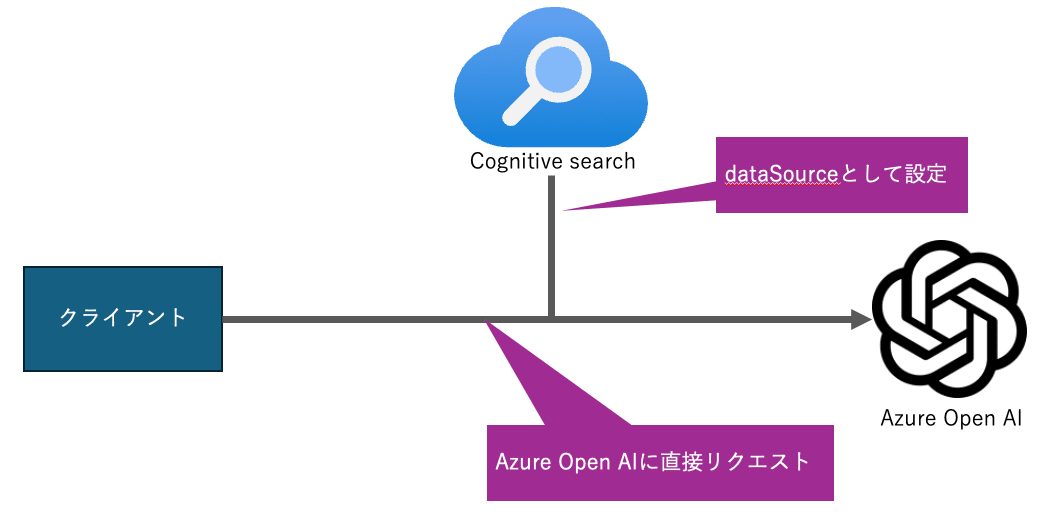 Cognitive search
dataSourceとして設定
クライアント
Azure Open AI
Azure Open AIに直接リクエスト